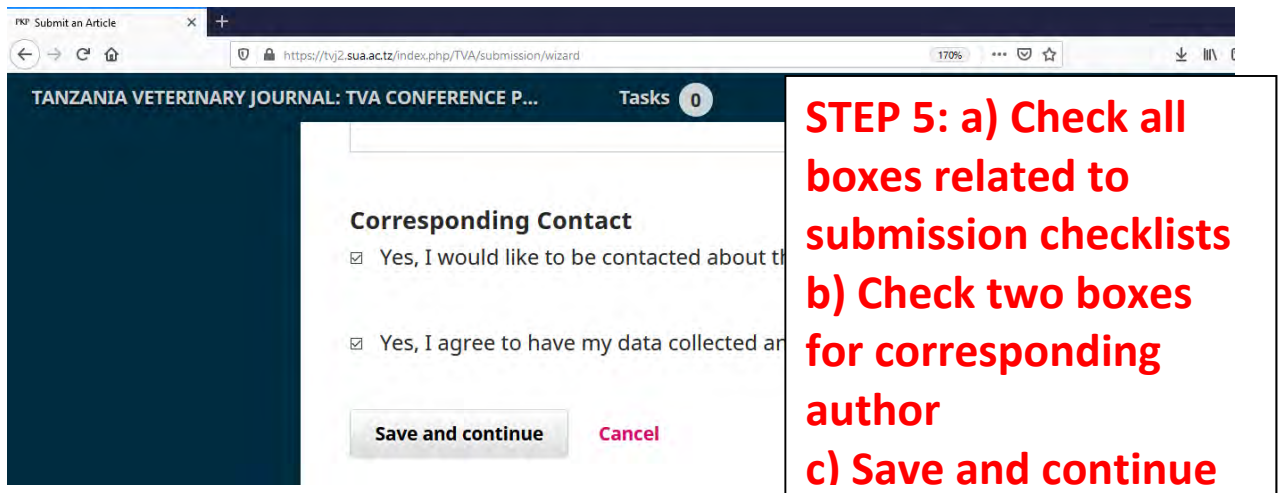 PKP Submit an Article
https://tvj2.sua.ac.tz/index.php/TVA/submission/wizard 170%
TANZANIA VETERINARY JOURNAL: TVA CONFERENCE P... Tasks 0
Corresponding Contact
Yes, I would like to be contacted about
Yes, I agree to have my data collected
Save and continue Cancel
STEP 5: a) Check all
boxes related to
submission checklists
b) Check two boxes
for corresponding
author
c) Save and continue